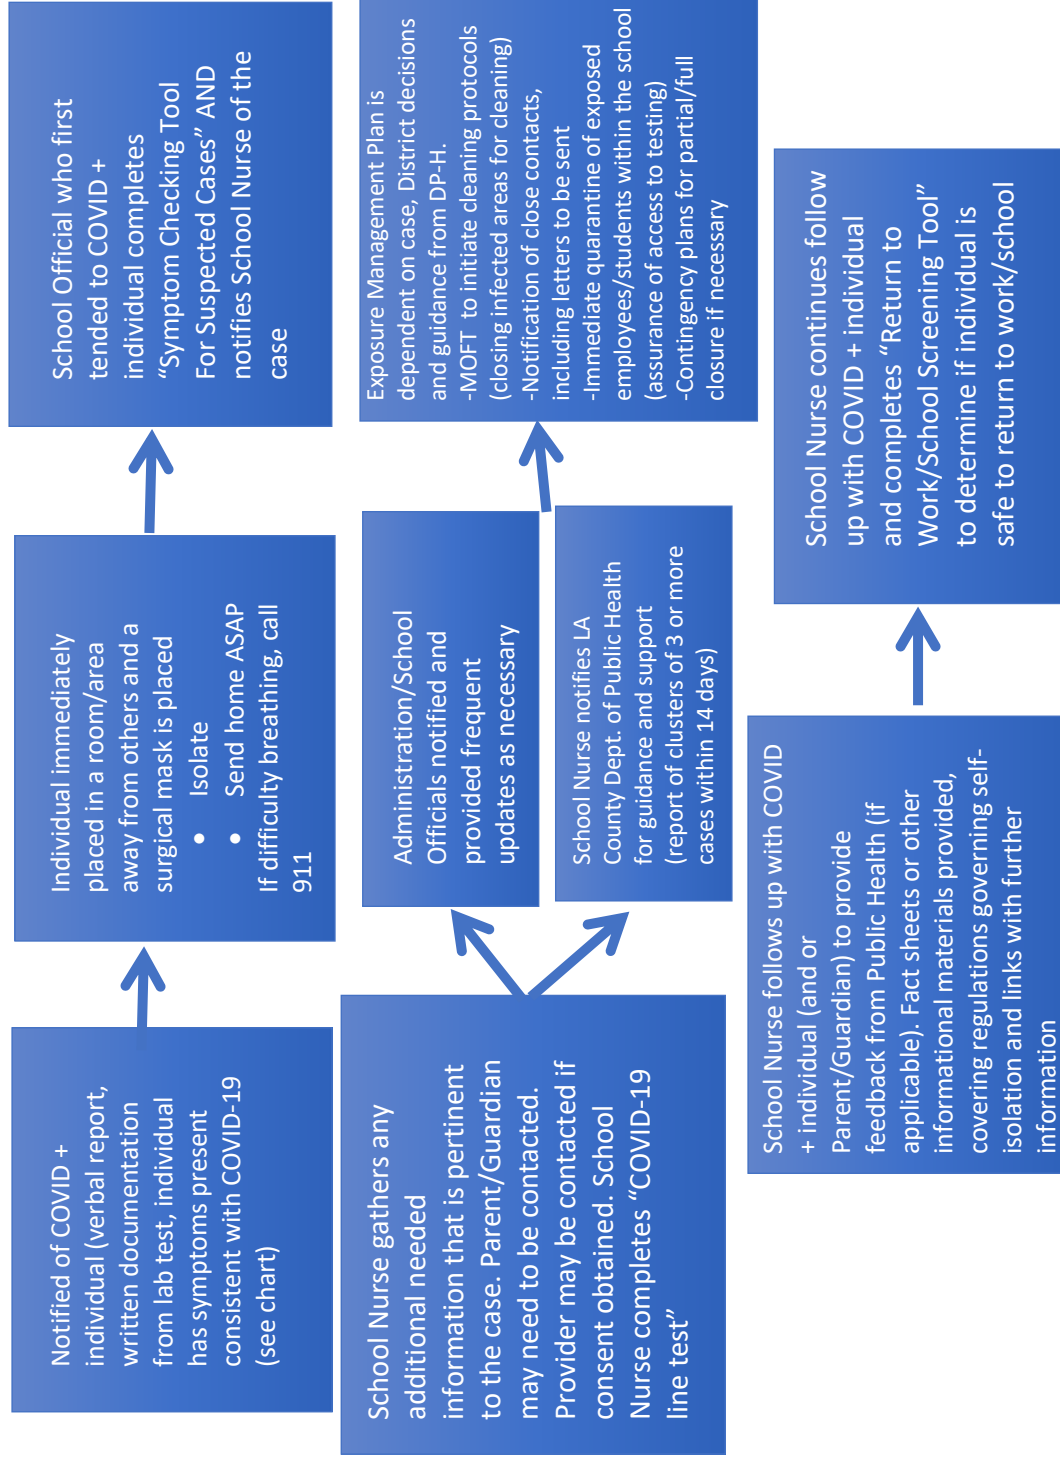 Notified of COVID +
individual (verbal report,
written documentation
from lab test, individual
has symptoms present
consistent with COVID-19
(see chart)
Individual immediately
placed in a room/area
away from others and a
surgical mask is placed
• Isolate
• Send home ASAP
If difficulty breathing, call
911
School Official who first
tended to COVID +
individual completes
“Symptom Checking Tool
For Suspected Cases” AND
notifies School Nurse of the
case
School Nurse gathers any
additional needed
information that is pertinent
to the case. Parent/Guardian
may need to be contacted.
Provider may be contacted if
consent obtained. School
Nurse completes “COVID-19
line test”
Administration/School
Officials notified and
provided frequent
updates as necessary
School Nurse notifies LA
County Dept. of Public Health
for guidance and support
(report of clusters of 3 or more
cases within 14 days)
Exposure Management Plan is
dependent on case, District decisions
and guidance from DP-H.
-MOFT to initiate cleaning protocols
(closing infected areas for cleaning)
-Notification of close contacts,
including letters to be sent
-Immediate quarantine of exposed
employees/students within the school
(assurance of access to testing)
-Contingency plans for partial/full
closure if necessary
School Nurse follows up with COVID
+ individual (and or
Parent/Guardian) to provide
feedback from Public Health (if
applicable). Fact sheets or other
informational materials provided,
covering regulations governing self-
isolation and links with further
information
School Nurse continues follow
up with COVID + individual
and completes “Return to
Work/School Screening Tool”
to determine if individual is
safe to return to work/school